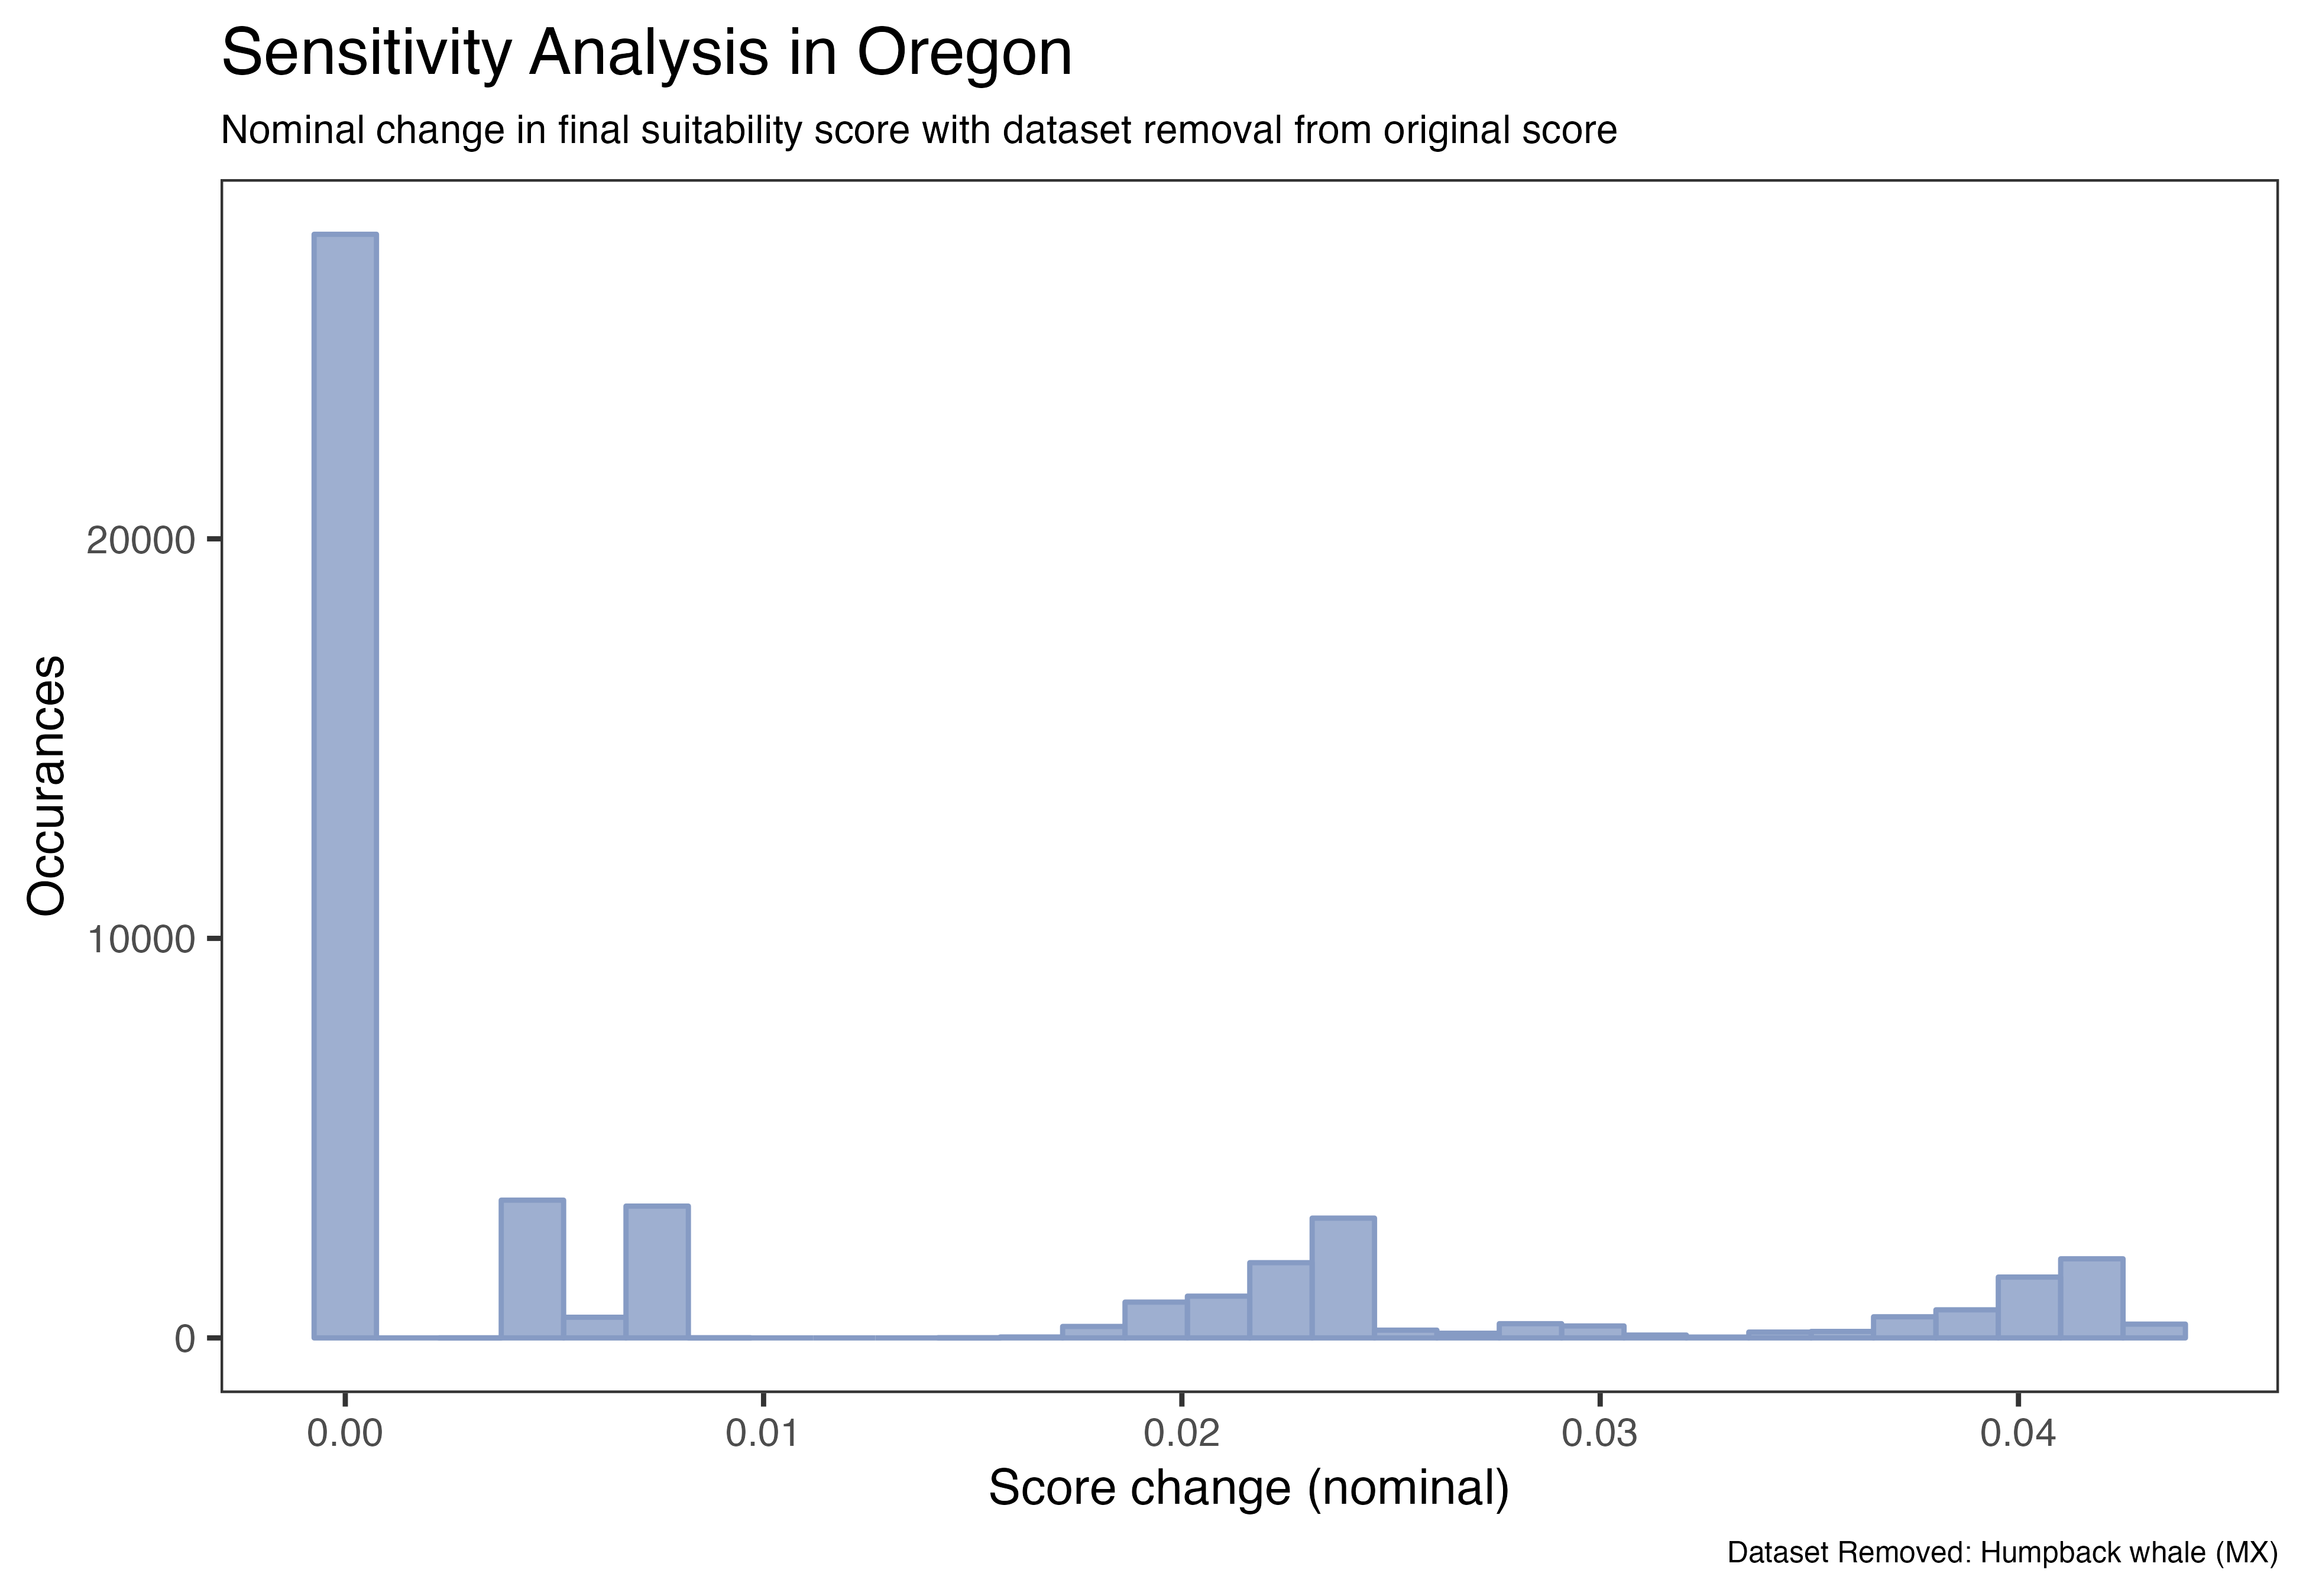 Sensitivity Analysis in Oregon
Nominal change in final suitability score with dataset removal from original score
Occurances
20000
10000
0
0.00 0.01 0.02 0.03 0.04
Score change (nominal)
Dataset Removed: Humpback whale (MX)